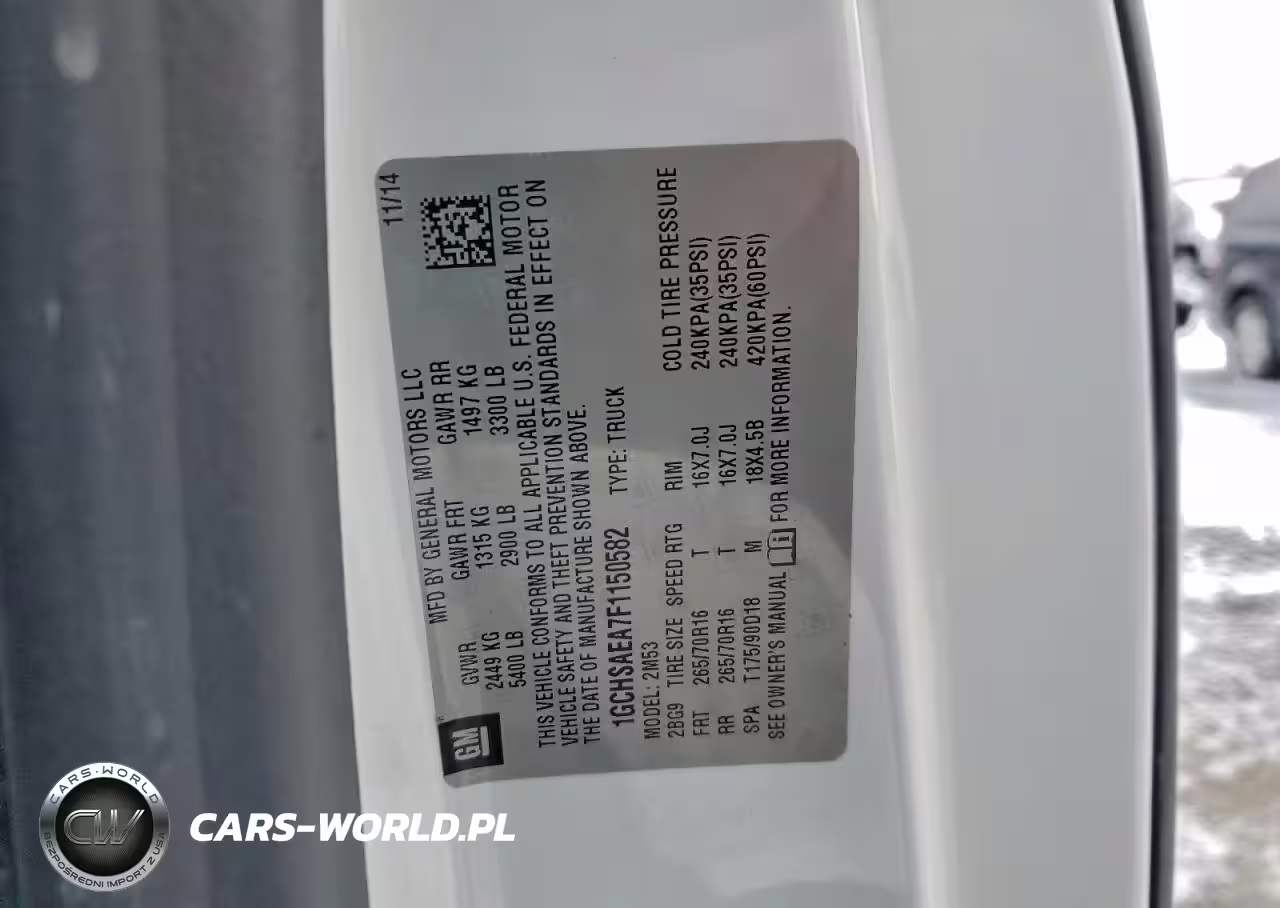 11/14
MFD BY GENERAL MOTORS LLC
GVWR GAWR FRT GAWR RR
2449 KG 1315 KG 1497 KG
5400 LB 2900 LB 3300 LB
GM
THIS VEHICLE CONFORMS TO ALL APPLICABLE U.S. FEDERAL MOTOR
VEHICLE SAFETY AND THEFT PREVENTION STANDARDS IN EFFECT ON
THE DATE OF MANUFACTURE SHOWN ABOVE.
1GCHSAEA7F1150582 TYPE: TRUCK
MODEL: 2M53
2BG9 TIRE SIZE SPEED RTG RIM COLD TIRE PRESSURE
FRT 265/70R16 T 16X7.0J 240KPA(35PSI)
RR 265/70R16 T 16X7.0J 240KPA(35PSI)
SPA T175/90D18 M 18X4.5B 420KPA(60PSI)
SEE OWNER'S MANUAL FOR MORE INFORMATION.
CARS-WORLD
CW
BEZPOŚREDNI IMPORT Z USA
CARS-WORLD.PL